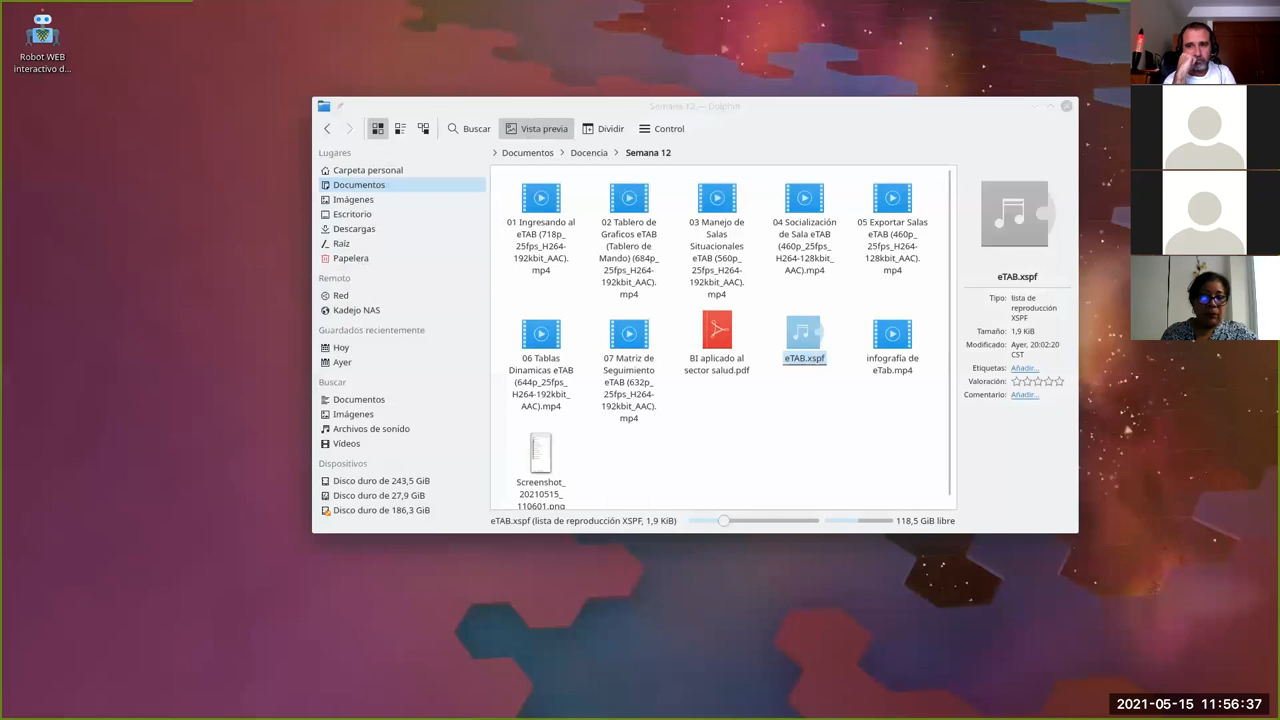 Robot WEB
interactivo d...
Semana 12 — Dolphin
Buscar
Vista previa
Dividir
Control
Lugares
Carpeta personal
Documentos
Imágenes
Escritorio
Descargas
Raíz
Papelera
Remoto
Red
Kadejo NAS
Guardados recientemente
Hoy
Ayer
Buscar
Documentos
Imágenes
Archivos de sonido
Vídeos
Dispositivos
Disco duro de 243,5 GiB
Disco duro de 27,9 GiB
Disco duro de 186,3 GiB
Documentos
Docencia
Semana 12
01 Ingresando al
eTAB (718p_
25fps_H264-
192kbit_AAC).
mp4
02 Tablero de
Graficos eTAB
(Tablero de
Mando) (684p_
25fps_H264-
192kbit_AAC).
mp4
03 Manejo de
Salas
Situacionales
eTAB (560p_
25fps_H264-
192kbit_AAC).
mp4
04 Socialización
de Sala eTAB
(460p_25fps_
H264-128kbit_
AAC).mp4
05 Exportar Salas
eTAB (460p_
25fps_H264-
128kbit_AAC).
mp4
06 Tablas
Dinamicas eTAB
(644p_25fps_
H264-192kbit_
AAC).mp4
07 Matriz de
Seguimiento
eTAB (632p_
25fps_H264-
192kbit_AAC).
mp4
BI aplicado al
sector salud.pdf
eTAB.xspf
infografía de
eTab.mp4
Screenshot_
20210515_
110601.png
eTAB.xspf
Tipo: lista de
reproducción
XSPF
Tamaño: 1,9 KiB
Modificado: Ayer, 20:02:20
CST
Etiquetas: Añadir...
Valoración:
Comentario: Añadir...
eTAB.xspf (lista de reproducción XSPF, 1,9 KiB)
118,5 GiB libre
2021-05-15 11:56:37